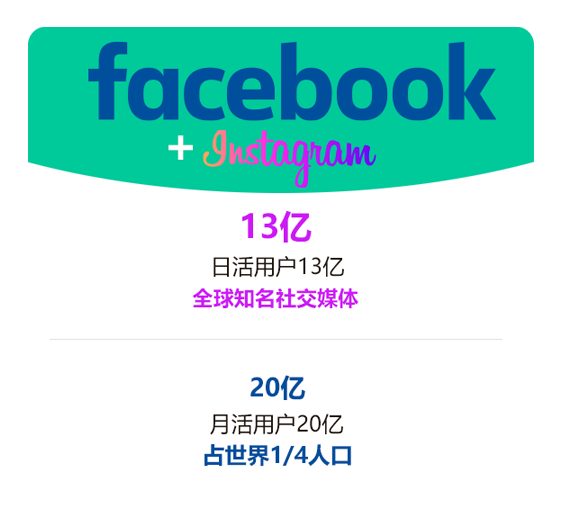 facebook
+ Instagram
13亿
日活用户13亿
全球知名社交媒体
20亿
月活用户20亿
占世界1/4人口